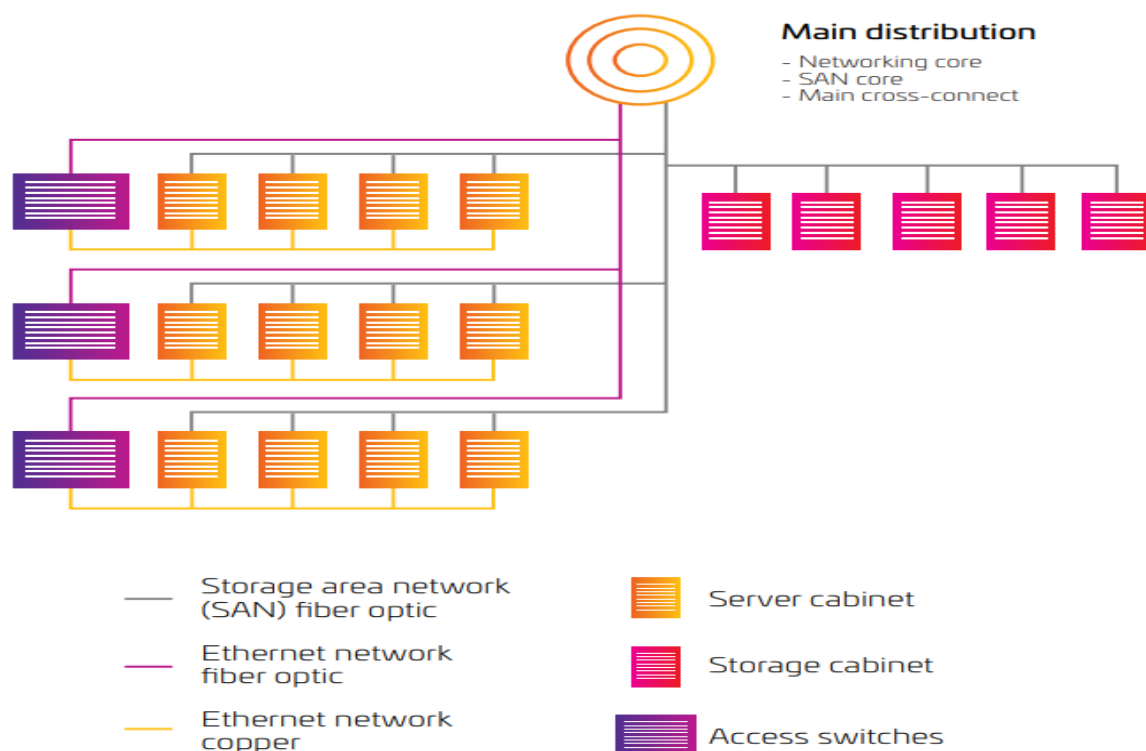 Main distribution
- Networking core
- SAN core
- Main cross-connect
Storage area network
(SAN) fiber optic
Ethernet network
fiber optic
Ethernet network
copper
Server cabinet
Storage cabinet
Access switches